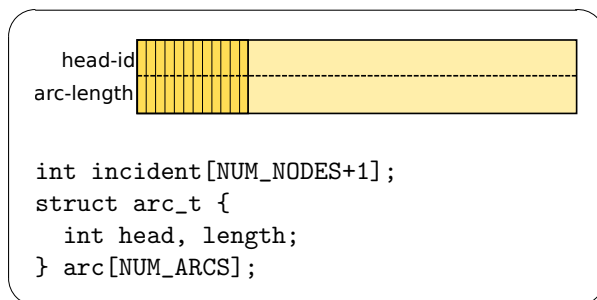 head-id
arc-length
int incident[NUM_NODES+1];
struct arc_t {
  int head, length;
} arc[NUM_ARCS];